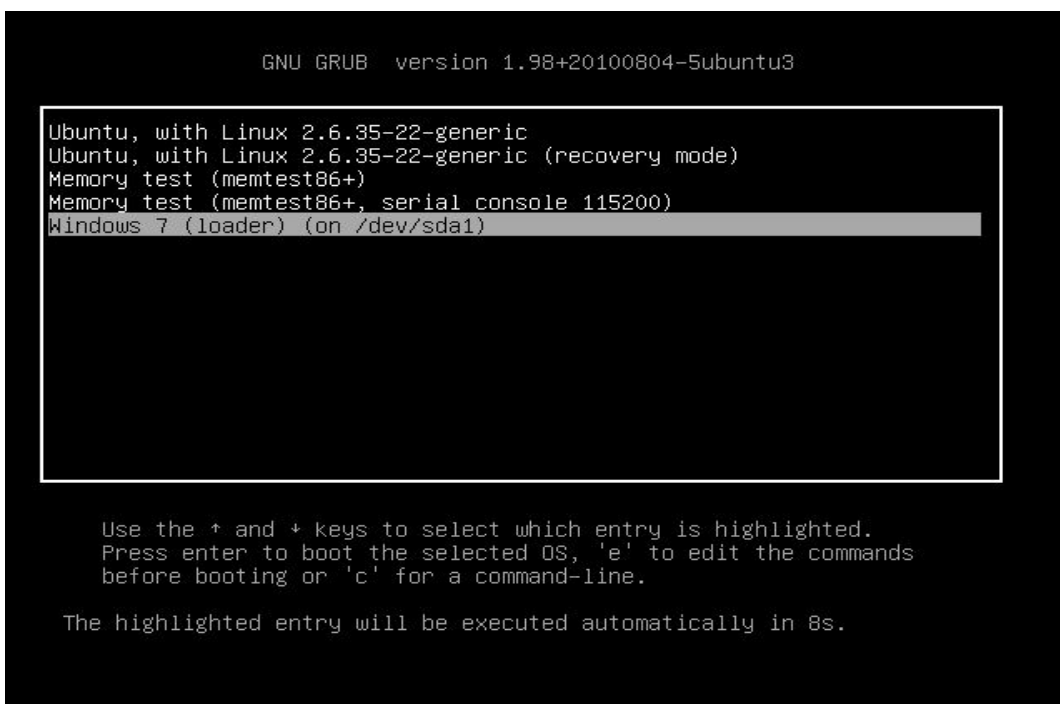 GNU GRUB  version 1.98+20100804-5ubuntu3
Ubuntu, with Linux 2.6.35-22-generic
Ubuntu, with Linux 2.6.35-22-generic (recovery mode)
Memory test (memtest86+)
Memory test (memtest86+, serial console 115200)
Windows 7 (loader) (on /dev/sda1)
Use the ↑ and ↓ keys to select which entry is highlighted.
Press enter to boot the selected OS, 'e' to edit the commands
before booting or 'c' for a command-line.
The highlighted entry will be executed automatically in 8s.